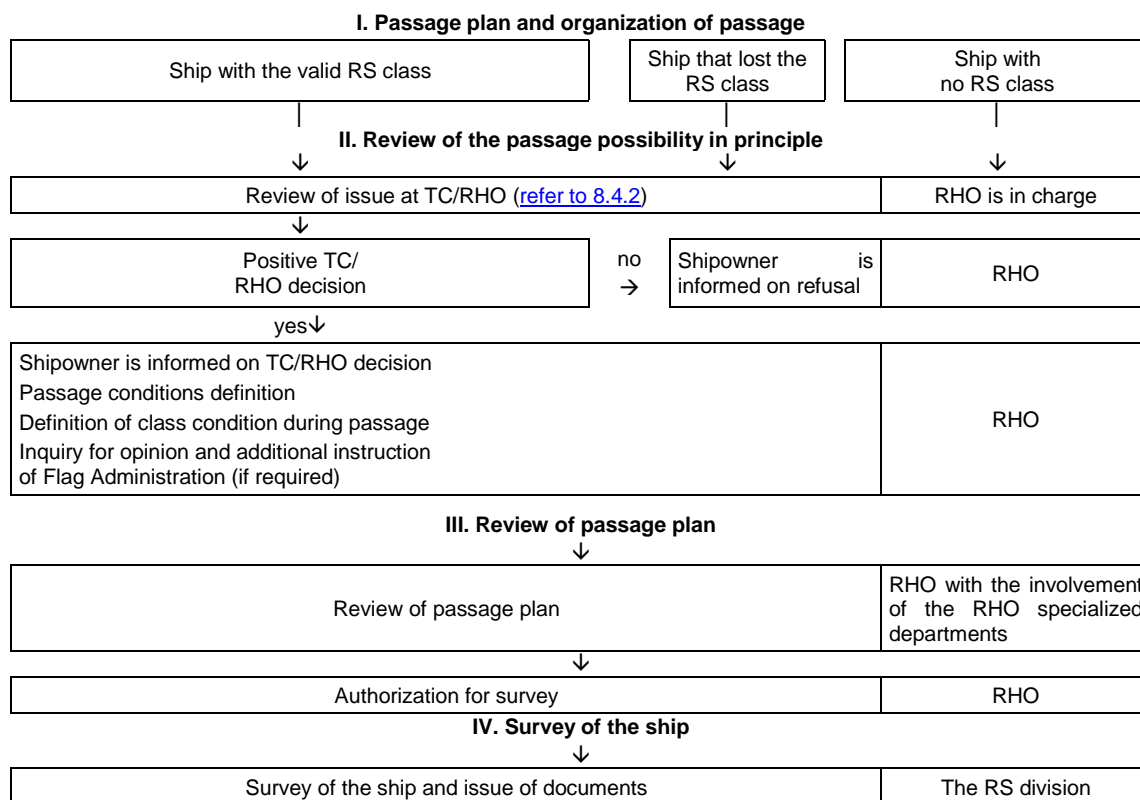 I. Passage plan and organization of passage
Ship with the valid RS class
Ship that lost the
RS class
Ship with
no RS class
II. Review of the passage possibility in principle
Review of issue at TC/RHO (refer to 8.4.2)
RHO is in charge
Positive TC/
RHO decision
no
→
Shipowner is
informed on refusal
RHO
yes↓
Shipowner is informed on TC/RHO decision
Passage conditions definition
Definition of class condition during passage
Inquiry for opinion and additional instruction
of Flag Administration (if required)
RHO
III. Review of passage plan
Review of passage plan
RHO with the involvement
of the RHO specialized
departments
Authorization for survey
RHO
IV. Survey of the ship
Survey of the ship and issue of documents
The RS division